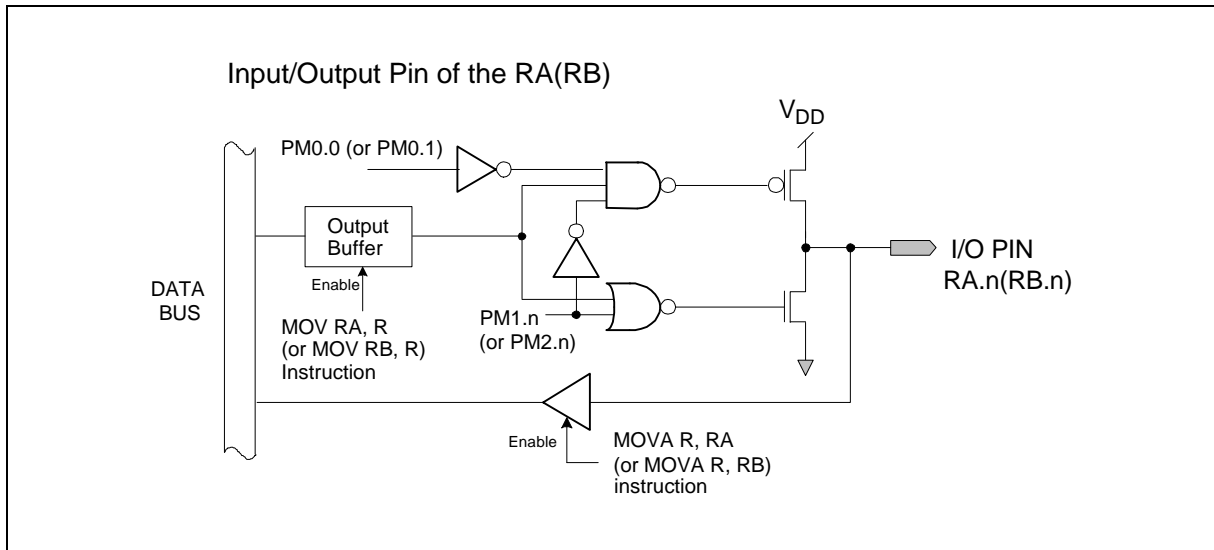 Input/Output Pin of the RA(RB)
VDD
PM0.0 (or PM0.1)
Output
Buffer
I/O PIN
RA.n(RB.n)
Enable
DATA
BUS
PM1.n
(or PM2.n)
MOV RA, R
(or MOV RB, R)
Instruction
Enable
MOVA R, RA
(or MOVA R, RB)
instruction